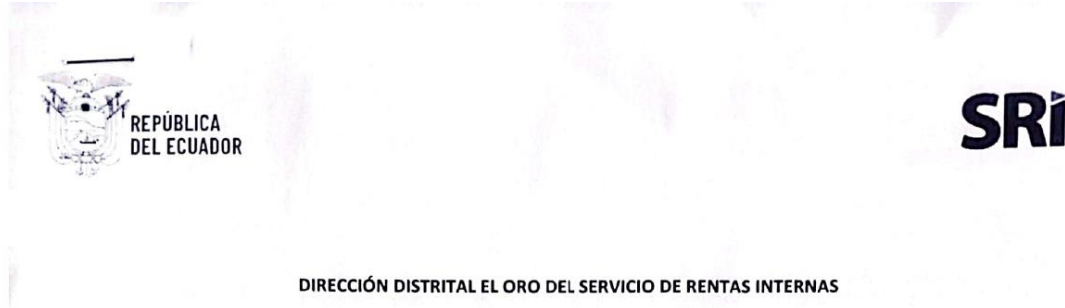 REPÚBLICA
DEL ECUADOR
SRi
DIRECCIÓN DISTRITAL EL ORO DEL SERVICIO DE RENTAS INTERNAS